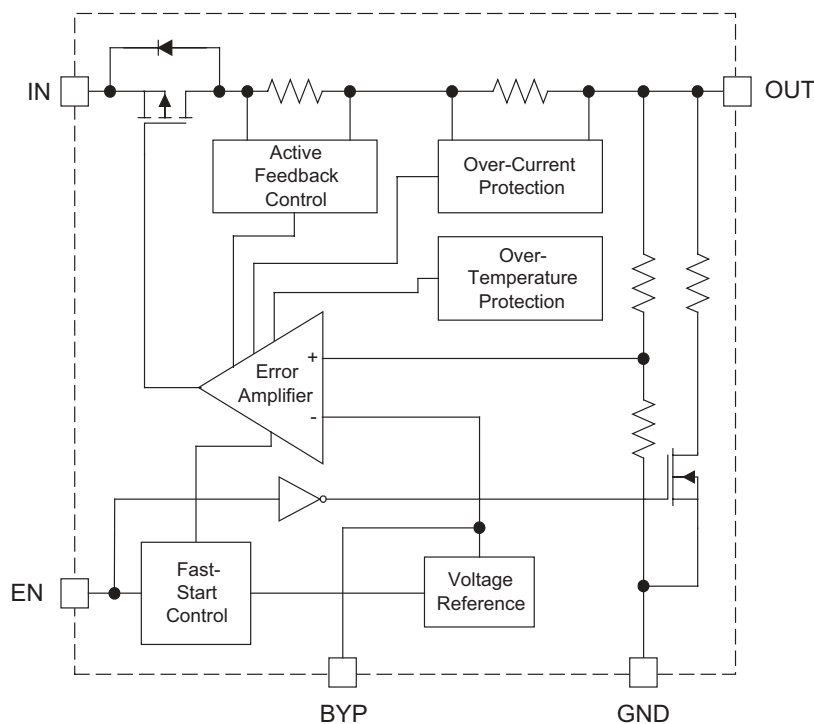 IN
OUT
Active
Feedback
Control
Over-Current
Protection
Over-
Temperature
Protection
+
Error
Amplifier
-
EN
Fast-
Start
Control
Voltage
Reference
BYP
GND